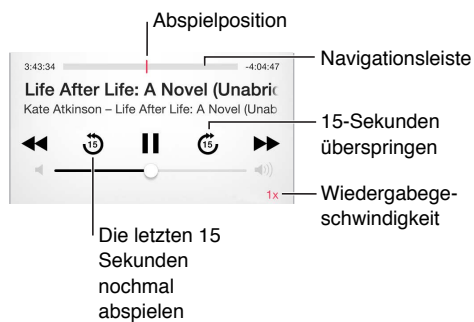 Abspielposition
3:43:34
-4:04:47
Navigationsleiste
Life After Life: A Novel (Unabri
Kate Atkinson – Life After Life: A Novel (Unab
15
15
15-Sekunden
überspringen
1x
Wiedergabege-
schwindigkeit
Die letzten 15
Sekunden
nochmal
abspielen